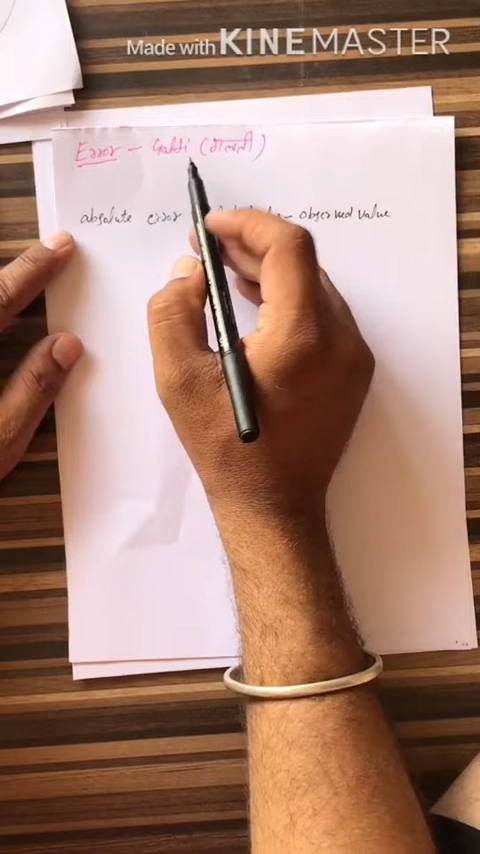 Made with KINEMASTER
Error - Galti (गलती)
absolute error - observed value